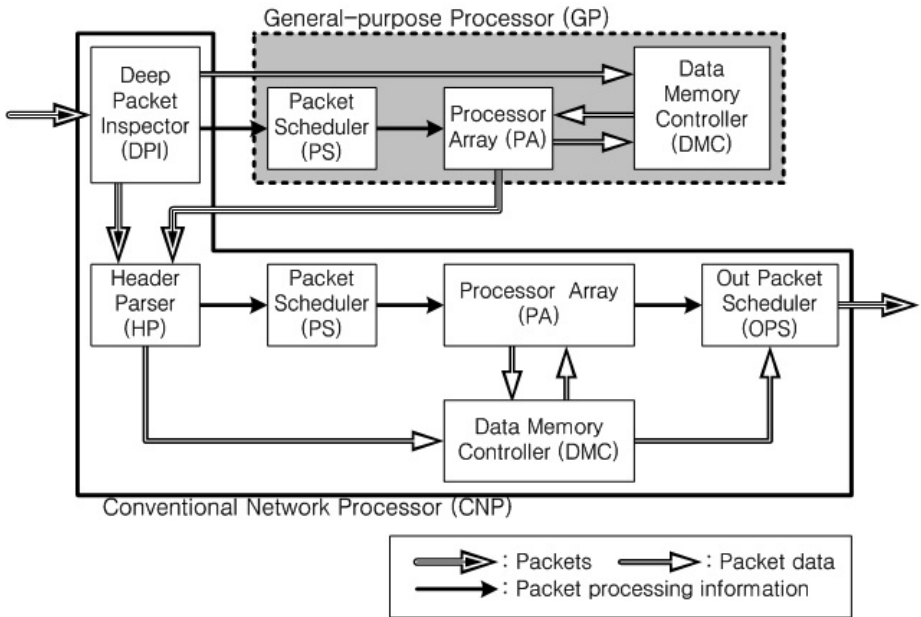 General-purpose Processor (GP)
Deep
Packet
Inspector
(DPI)
Packet
Scheduler
(PS)
Processor
Array (PA)
Data
Memory
Controller
(DMC)
Header
Parser
(HP)
Packet
Scheduler
(PS)
Processor Array
(PA)
Out Packet
Scheduler
(OPS)
Data Memory
Controller (DMC)
Conventional Network Processor (CNP)
: Packets
: Packet data
: Packet processing information